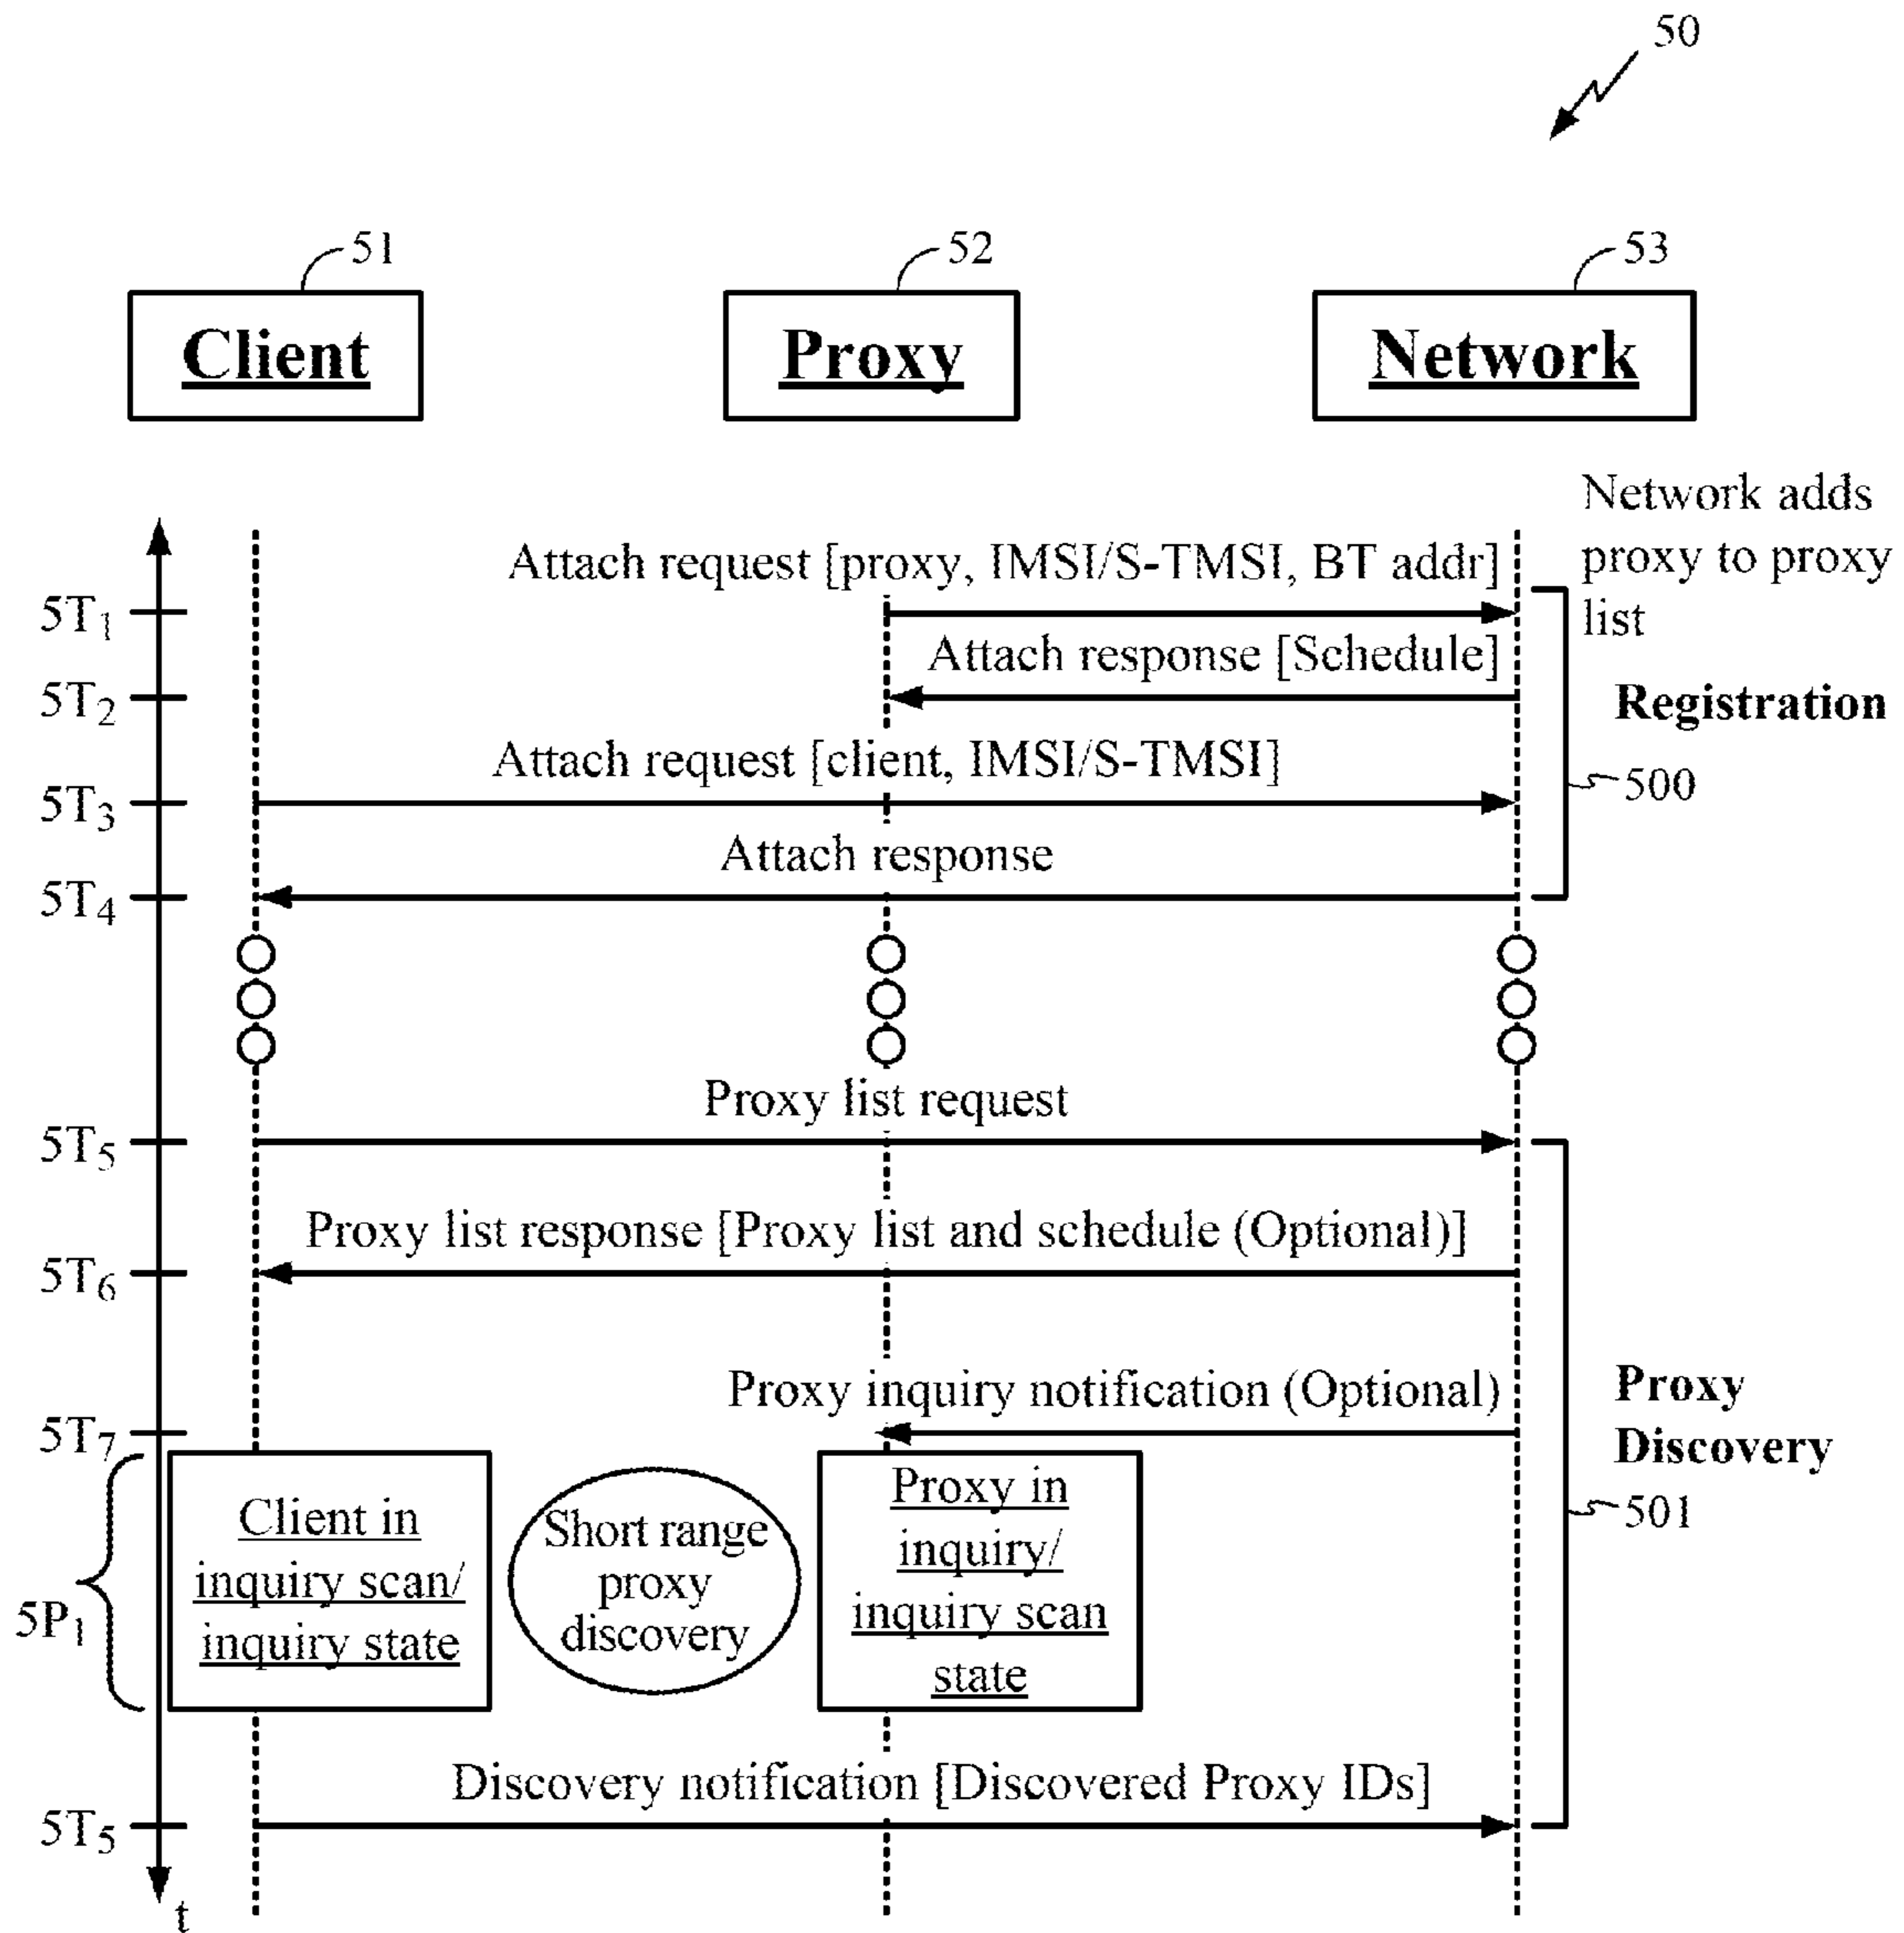 50
51
52
53
Client
Proxy
Network
Network adds
proxy to proxy
list
Attach request [proxy, IMSI/S-TMSI, BT addr]
5T1
Attach response [Schedule]
5T2
Registration
Attach request [client, IMSI/S-TMSI]
5T3
500
Attach response
5T4
Proxy list request
5T5
Proxy list response [Proxy list and schedule (Optional)]
5T6
Proxy inquiry notification (Optional)
5T7
Proxy
Discovery
501
5P1
Client in
inquiry scan/
inquiry state
Short range
proxy
discovery
Proxy in
inquiry/
inquiry scan
state
Discovery notification [Discovered Proxy IDs]
5T5
t